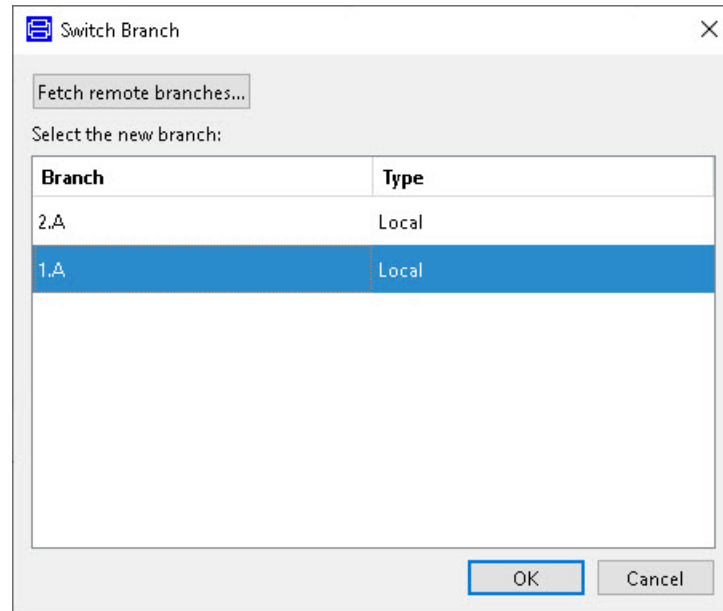 Switch Branch
Fetch remote branches...
Select the new branch:
Branch Type
2.A Local
1.A Local
OK Cancel